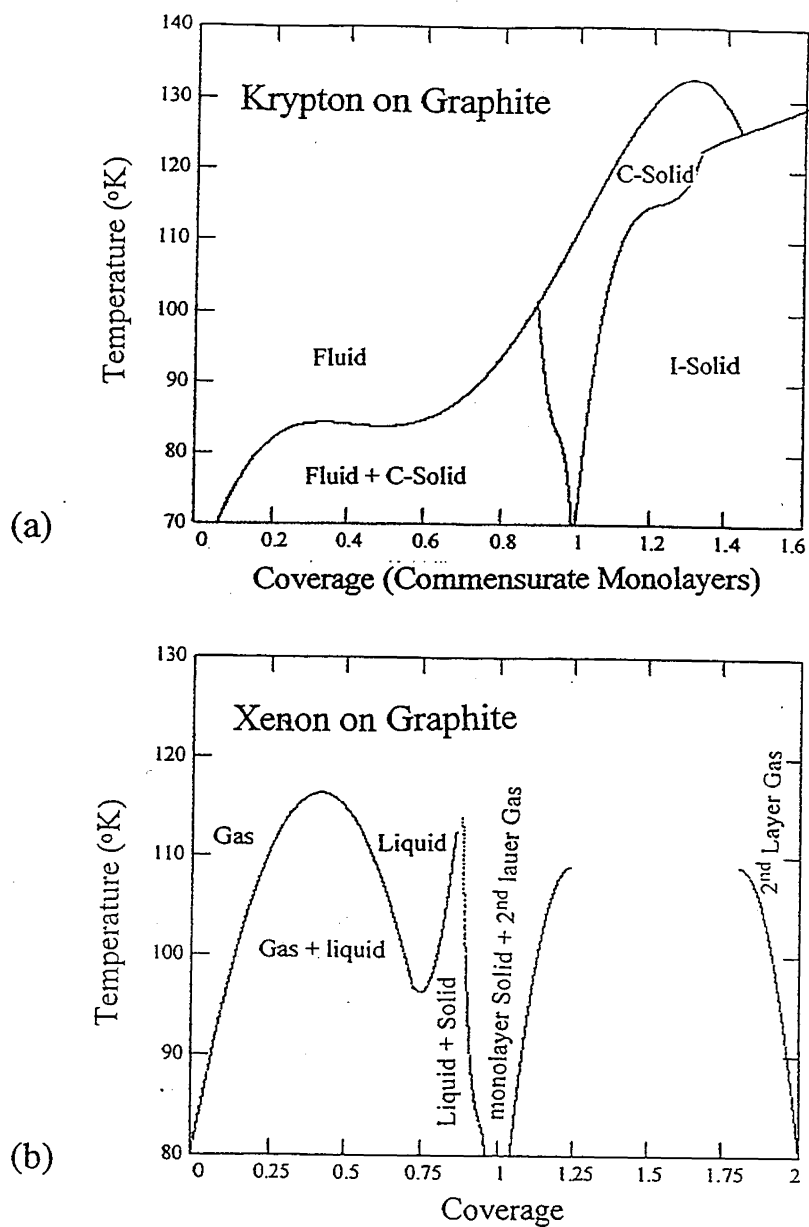 140
130
120
110
100
90
80
70
Temperature (ºK)
Krypton on Graphite
C-Solid
Fluid
I-Solid
Fluid + C-Solid
0 0.2 0.4 0.6 0.8 1 1.2 1.4 1.6
Coverage (Commensurate Monolayers)
(a)
130
120
110
100
90
80
Temperature (ºK)
Xenon on Graphite
Gas
Liquid
Gas + liquid
Liquid + Solid
monolayer Solid + 2nd lauer Gas
2nd Layer Gas
0 0.25 0.5 0.75 1 1.25 1.5 1.75 2
Coverage
(b)